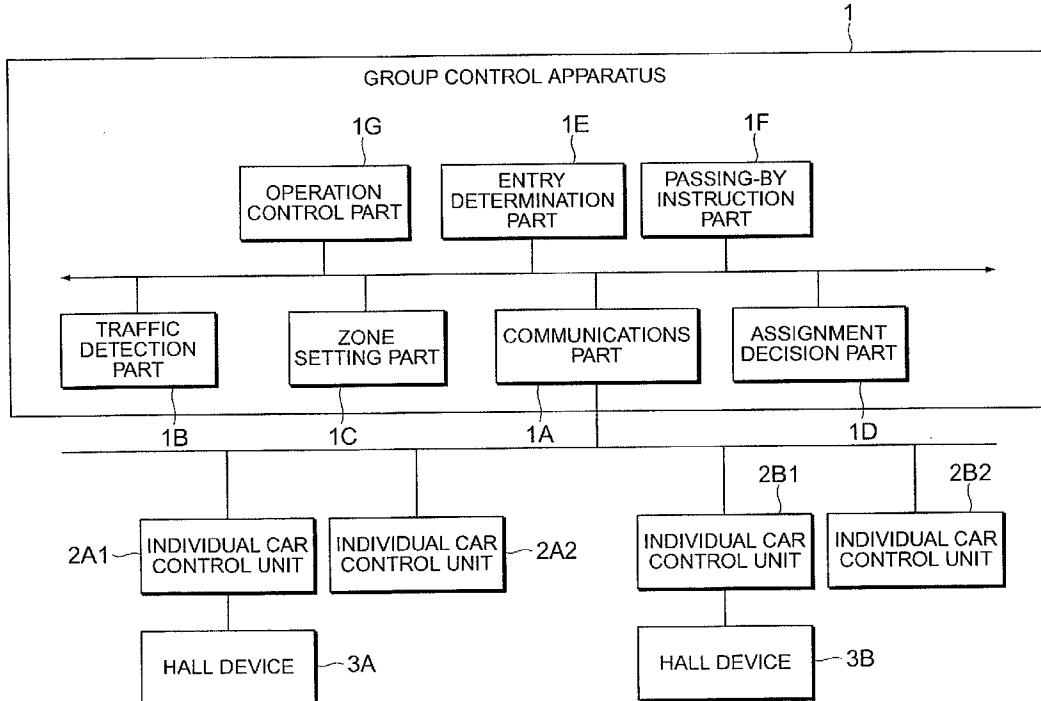 1
GROUP CONTROL APPARATUS
1G
1E
1F
OPERATION
CONTROL PART
ENTRY
DETERMINATION
PART
PASSING-BY
INSTRUCTION
PART
TRAFFIC
DETECTION
PART
ZONE
SETTING PART
COMMUNICATIONS
PART
ASSIGNMENT
DECISION PART
1B
1C
1A
1D
2B1
2B2
2A1
INDIVIDUAL CAR
CONTROL UNIT
INDIVIDUAL CAR
CONTROL UNIT
2A2
INDIVIDUAL CAR
CONTROL UNIT
INDIVIDUAL CAR
CONTROL UNIT
HALL DEVICE
3A
HALL DEVICE
3B